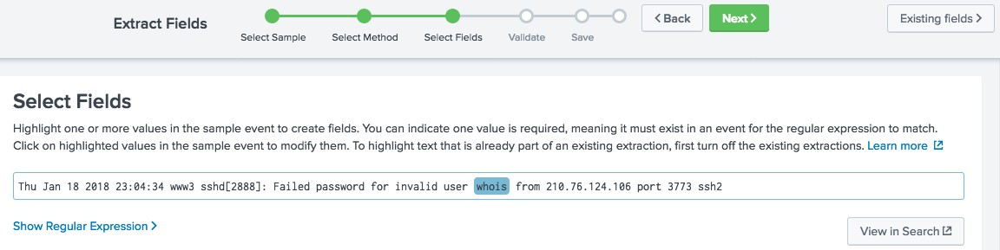 Extract Fields
Select Sample
Select Method
Select Fields
Validate
Save
< Back
Next >
Existing fields >
Select Fields
Highlight one or more values in the sample event to create fields. You can indicate one value is required, meaning it must exist in an event for the regular expression to match.
Click on highlighted values in the sample event to modify them. To highlight text that is already part of an existing extraction, first turn off the existing extractions. Learn more
Thu Jan 18 2018 23:04:34 www3 sshd[2888]: Failed password for invalid user whois from 210.76.124.106 port 3773 ssh2
Show Regular Expression >
View in Search